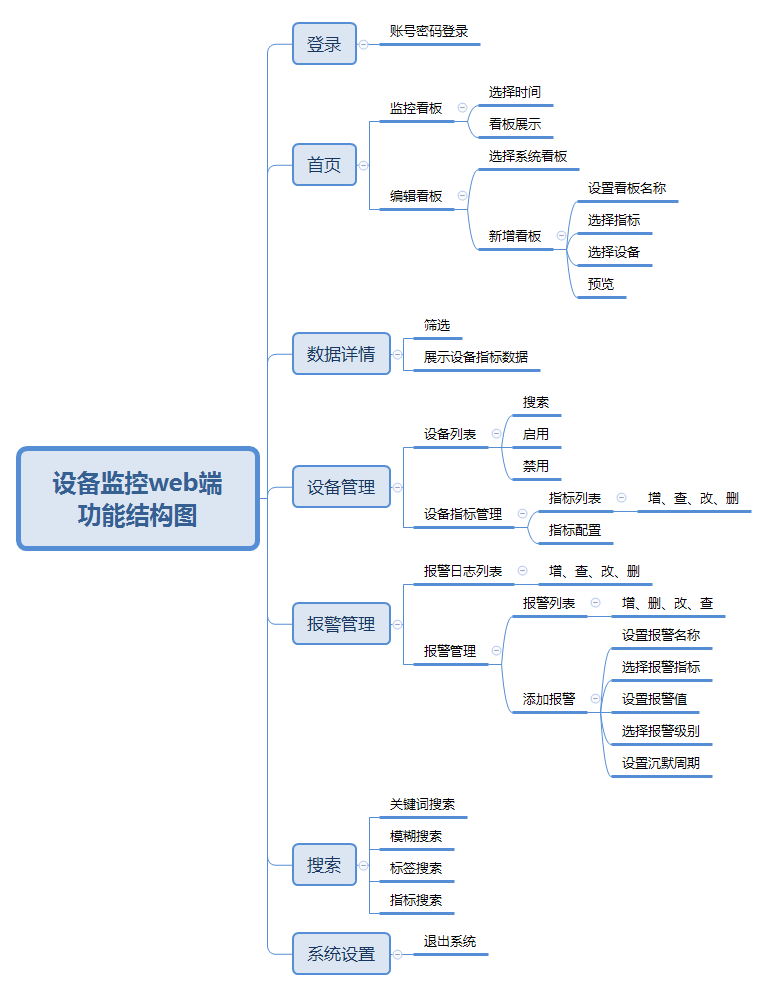 设备监控web端
功能结构图
登录
账号密码登录
首页
监控看板
选择时间
看板展示
编辑看板
选择系统看板
新增看板
设置看板名称
选择指标
选择设备
预览
数据详情
筛选
展示设备指标数据
设备管理
设备列表
搜索
启用
禁用
设备指标管理
指标列表
增、查、改、删
指标配置
报警管理
报警日志列表
增、查、改、删
报警管理
报警列表
增、删、改、查
添加报警
设置报警名称
选择报警指标
设置报警值
选择报警级别
设置沉默周期
搜索
关键词搜索
模糊搜索
标签搜索
指标搜索
系统设置
退出系统